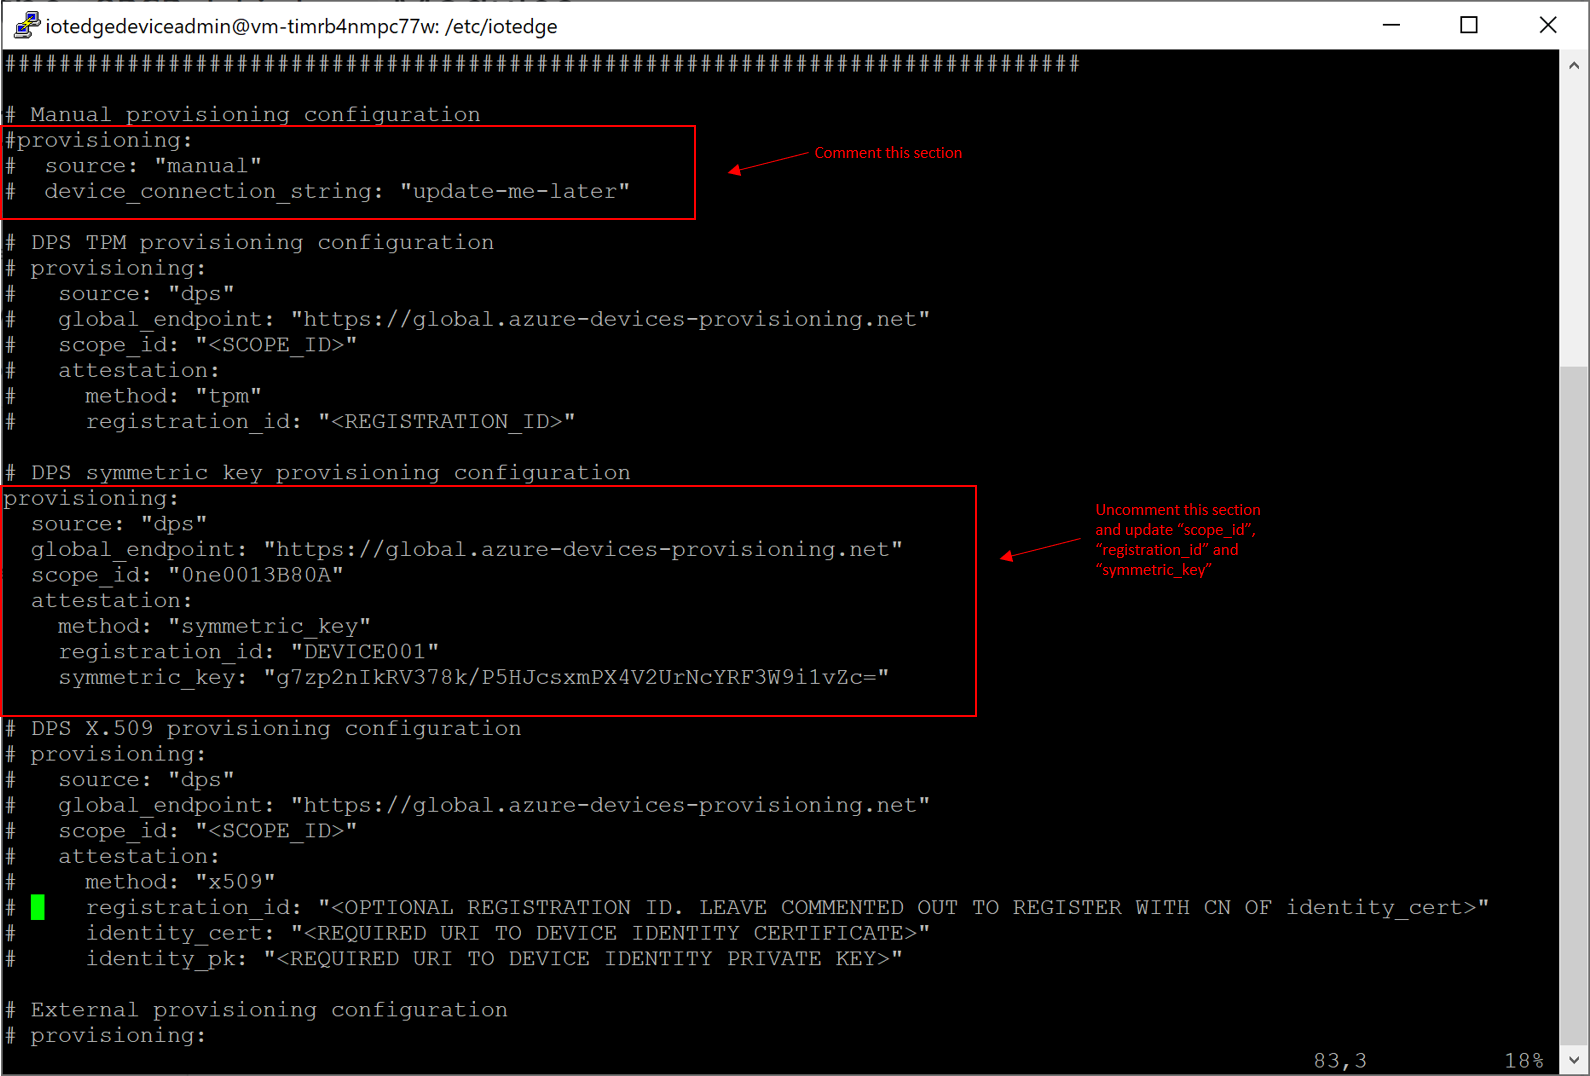 iotedgedeviceadmin@vm-timrb4nmpc77w: /etc/iotedge
###############################################################################
# Manual provisioning configuration
#provisioning:
#  source: "manual"
#  device_connection_string: "update-me-later"
Comment this section
# DPS TPM provisioning configuration
# provisioning:
#   source: "dps"
#   global_endpoint: "https://global.azure-devices-provisioning.net"
#   scope_id: "<SCOPE_ID>"
#   attestation:
#     method: "tpm"
#     registration_id: "<REGISTRATION_ID>"
# DPS symmetric key provisioning configuration
provisioning:
  source: "dps"
  global_endpoint: "https://global.azure-devices-provisioning.net"
  scope_id: "0ne0013B80A"
  attestation:
    method: "symmetric_key"
    registration_id: "DEVICE001"
    symmetric_key: "g7zp2nIkRV378k/P5HJcsxmPX4V2UrNcYRF3W9i1vZc="
Uncomment this section
and update “scope_id”,
“registration_id” and
“symmetric_key”
# DPS X.509 provisioning configuration
# provisioning:
#   source: "dps"
#   global_endpoint: "https://global.azure-devices-provisioning.net"
#   scope_id: "<SCOPE_ID>"
#   attestation:
#     method: "x509"
#     registration_id: "<OPTIONAL REGISTRATION ID. LEAVE COMMENTED OUT TO REGISTER WITH CN OF identity_cert>"
#     identity_cert: "<REQUIRED URI TO DEVICE IDENTITY CERTIFICATE>"
#     identity_pk: "<REQUIRED URI TO DEVICE IDENTITY PRIVATE KEY>"
# External provisioning configuration
# provisioning:
83,3 18%